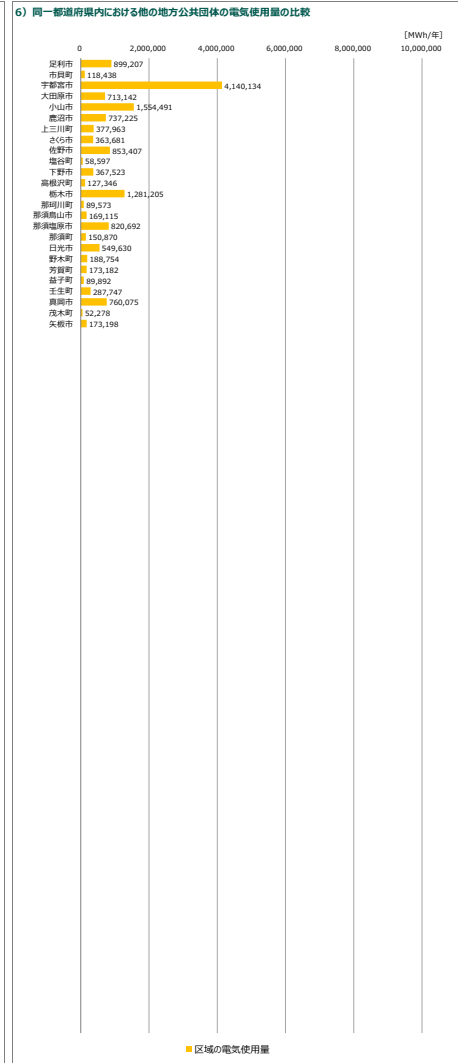 6）同一都道府県内における他の地方公共団体の電気使用量の比較
［MWh/年］
0 2,000,000 4,000,000 6,000,000 8,000,000 10,000,000
足利市 899,207
市貝町 118,438
宇都宮市 4,140,134
大田原市 713,142
小山市 1,554,491
鹿沼市 737,225
上三川町 377,963
さくら市 363,681
佐野市 853,407
塩谷町 58,597
下野市 367,523
高根沢町 127,346
栃木市 1,281,205
那珂川町 89,573
那須烏山市 169,115
那須塩原市 820,692
那須町 150,870
日光市 549,630
野木町 188,754
芳賀町 173,182
益子町 89,892
壬生町 287,747
真岡市 760,075
茂木町 52,278
矢板市 173,198
区域の電気使用量